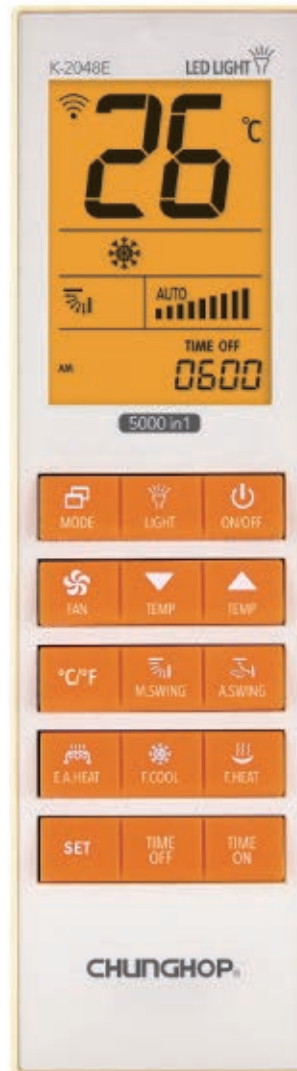 K-2048E LED LIGHT
26 °C
AUTO
TIME OFF
AM 0600
5000 in1
MODE LIGHT ON/OFF
FAN TEMP TEMP
°C/°F M.SWING A.SWING
E.A.HEAT F.COOL F.HEAT
SET TIME OFF TIME ON
CHUNGHOP®